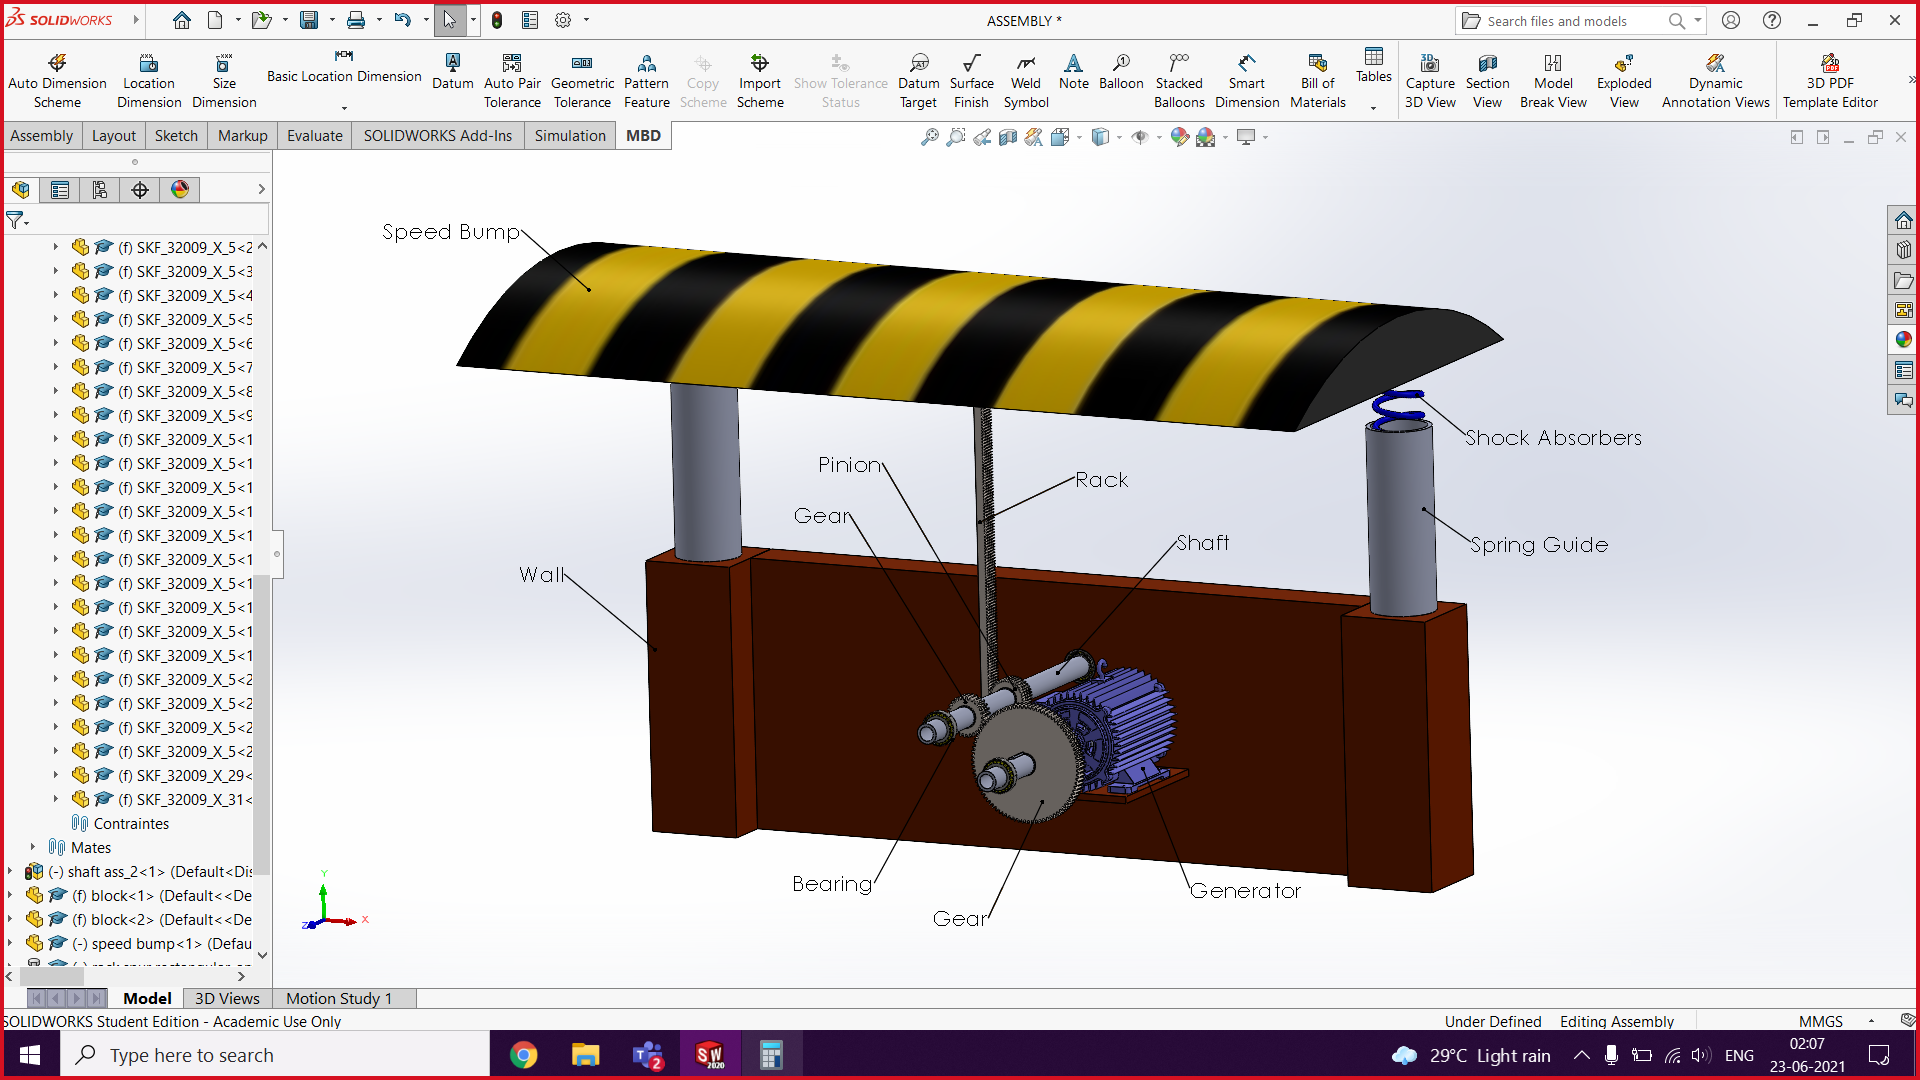 SOLIDWORKS
ASSEMBLY *
Search files and models
Auto Dimension Scheme
Location Dimension
Size Dimension
Basic Location Dimension
Datum
Auto Pair Tolerance
Geometric Tolerance
Pattern Feature
Copy Scheme
Import Scheme
Show Tolerance Status
Datum Target
Surface Finish
Weld Symbol
Note
Balloon
Stacked Balloons
Smart Dimension
Bill of Materials
Tables
Capture 3D View
Section View
Model Break View
Exploded View
Dynamic Annotation Views
3D PDF Template Editor
Assembly
Layout
Sketch
Markup
Evaluate
SOLIDWORKS Add-Ins
Simulation
MBD
(f) SKF_32009_X_5<2
(f) SKF_32009_X_5<3
(f) SKF_32009_X_5<4
(f) SKF_32009_X_5<5
(f) SKF_32009_X_5<6
(f) SKF_32009_X_5<7
(f) SKF_32009_X_5<8
(f) SKF_32009_X_5<9
(f) SKF_32009_X_5<1
(f) SKF_32009_X_5<1
(f) SKF_32009_X_5<1
(f) SKF_32009_X_5<1
(f) SKF_32009_X_5<1
(f) SKF_32009_X_5<1
(f) SKF_32009_X_5<1
(f) SKF_32009_X_5<1
(f) SKF_32009_X_5<1
(f) SKF_32009_X_5<1
(f) SKF_32009_X_5<2
(f) SKF_32009_X_5<2
(f) SKF_32009_X_5<2
(f) SKF_32009_X_5<2
(f) SKF_32009_X_29<
(f) SKF_32009_X_31<
Contraintes
Mates
(-) shaft ass_2<1> (Default<Dis
(f) block<1> (Default<<De
(f) block<2> (Default<<De
(-) speed bump<1> (Defau
Speed Bump
Shock Absorbers
Pinion
Rack
Gear
Shaft
Spring Guide
Wall
Bearing
Generator
Gear
Y
X
Z
Model
3D Views
Motion Study 1
SOLIDWORKS Student Edition - Academic Use Only
Under Defined
Editing Assembly
MMGS
Type here to search
2
SW
2020
29°C Light rain
ENG
02:07
23-06-2021